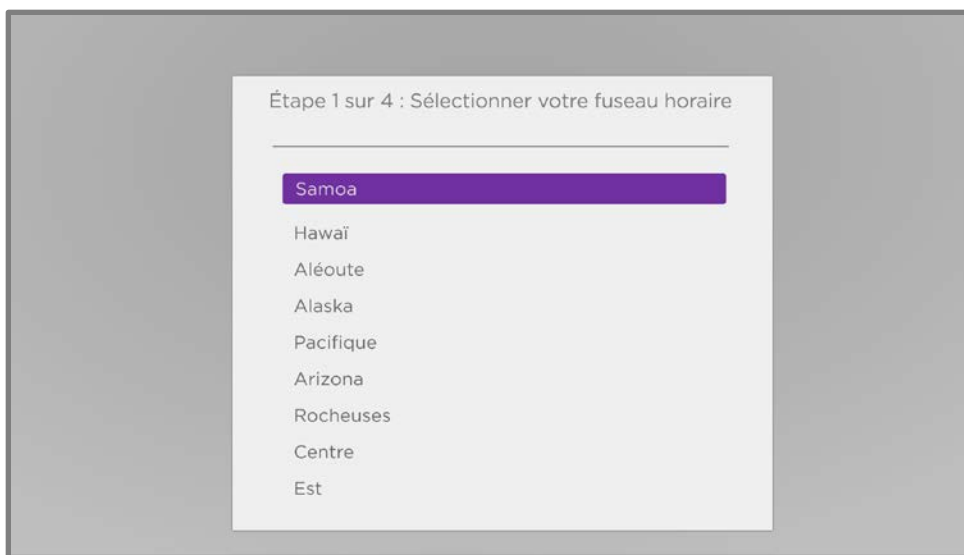 Étape 1 sur 4 : Sélectionner votre fuseau horaire
Samoa
Hawaï
Aléoute
Alaska
Pacifique
Arizona
Rocheuses
Centre
Est